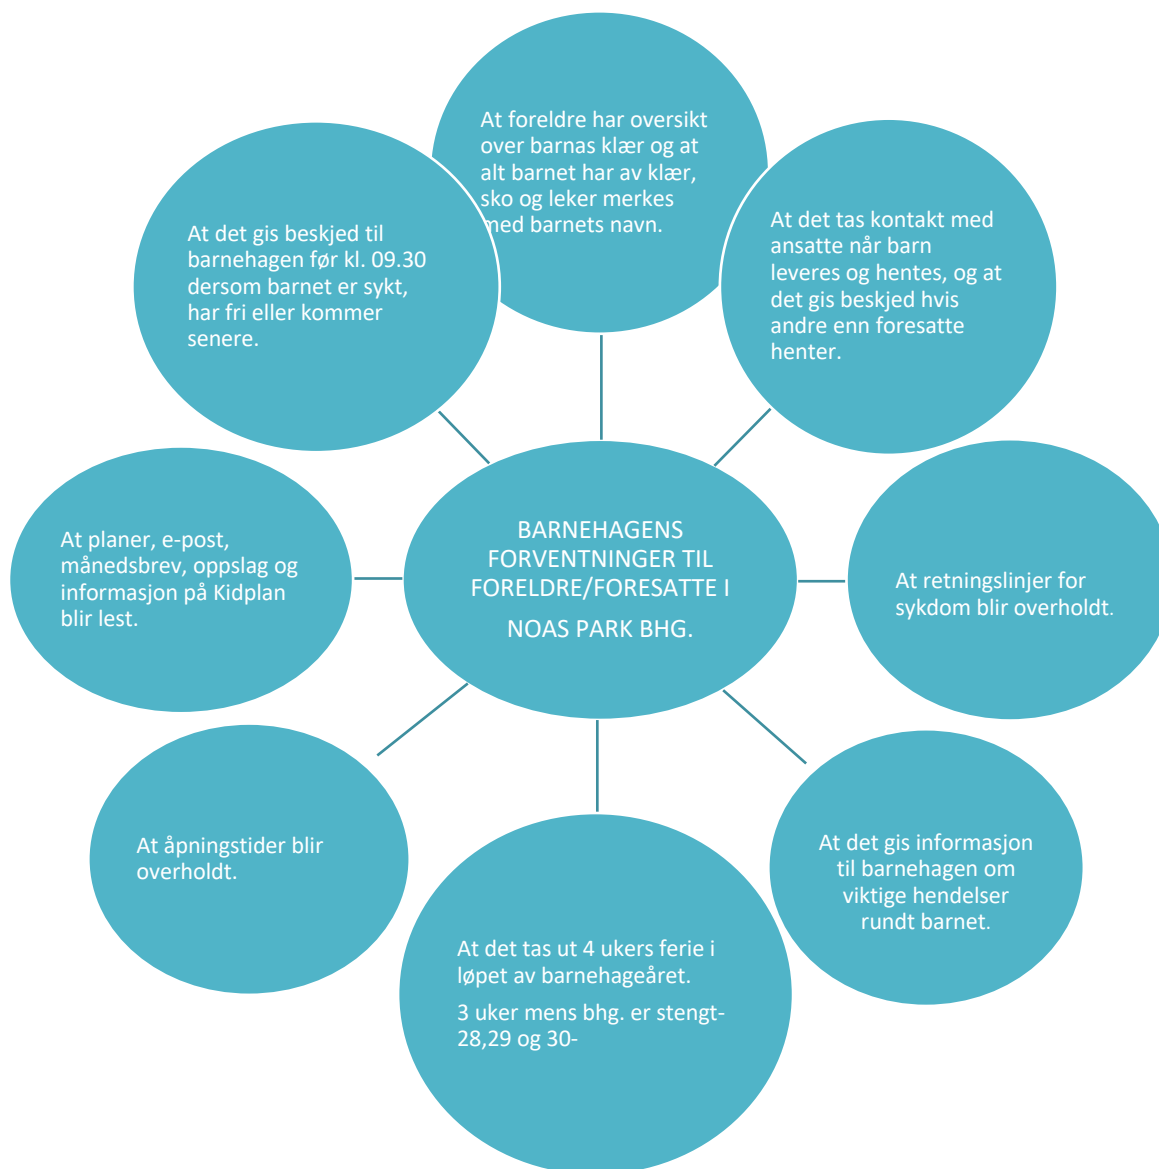 At foreldre har oversikt
over barnas klær og at
alt barnet har av klær,
sko og leker merkes
med barnets navn.
At det tas kontakt med
ansatte når barn
leveres og hentes, og at
det gis beskjed hvis
andre enn foresatte
henter.
At retningslinjer for
sykdom blir overholdt.
At det gis informasjon
til barnehagen om
viktige hendelser
rundt barnet.
At det tas ut 4 ukers ferie i
løpet av barnehageåret.
3 uker mens bhg. er stengt-
28,29 og 30-
At åpningstider blir
overholdt.
At planer, e-post,
månedsbrev, oppslag og
informasjon på Kidplan
blir lest.
At det gis beskjed til
barnehagen før kl. 09.30
dersom barnet er sykt,
har fri eller kommer
senere.
BARNEHAGENS
FORVENTNINGER TIL
FORELDRE/FORESATTE I
NOAS PARK BHG.